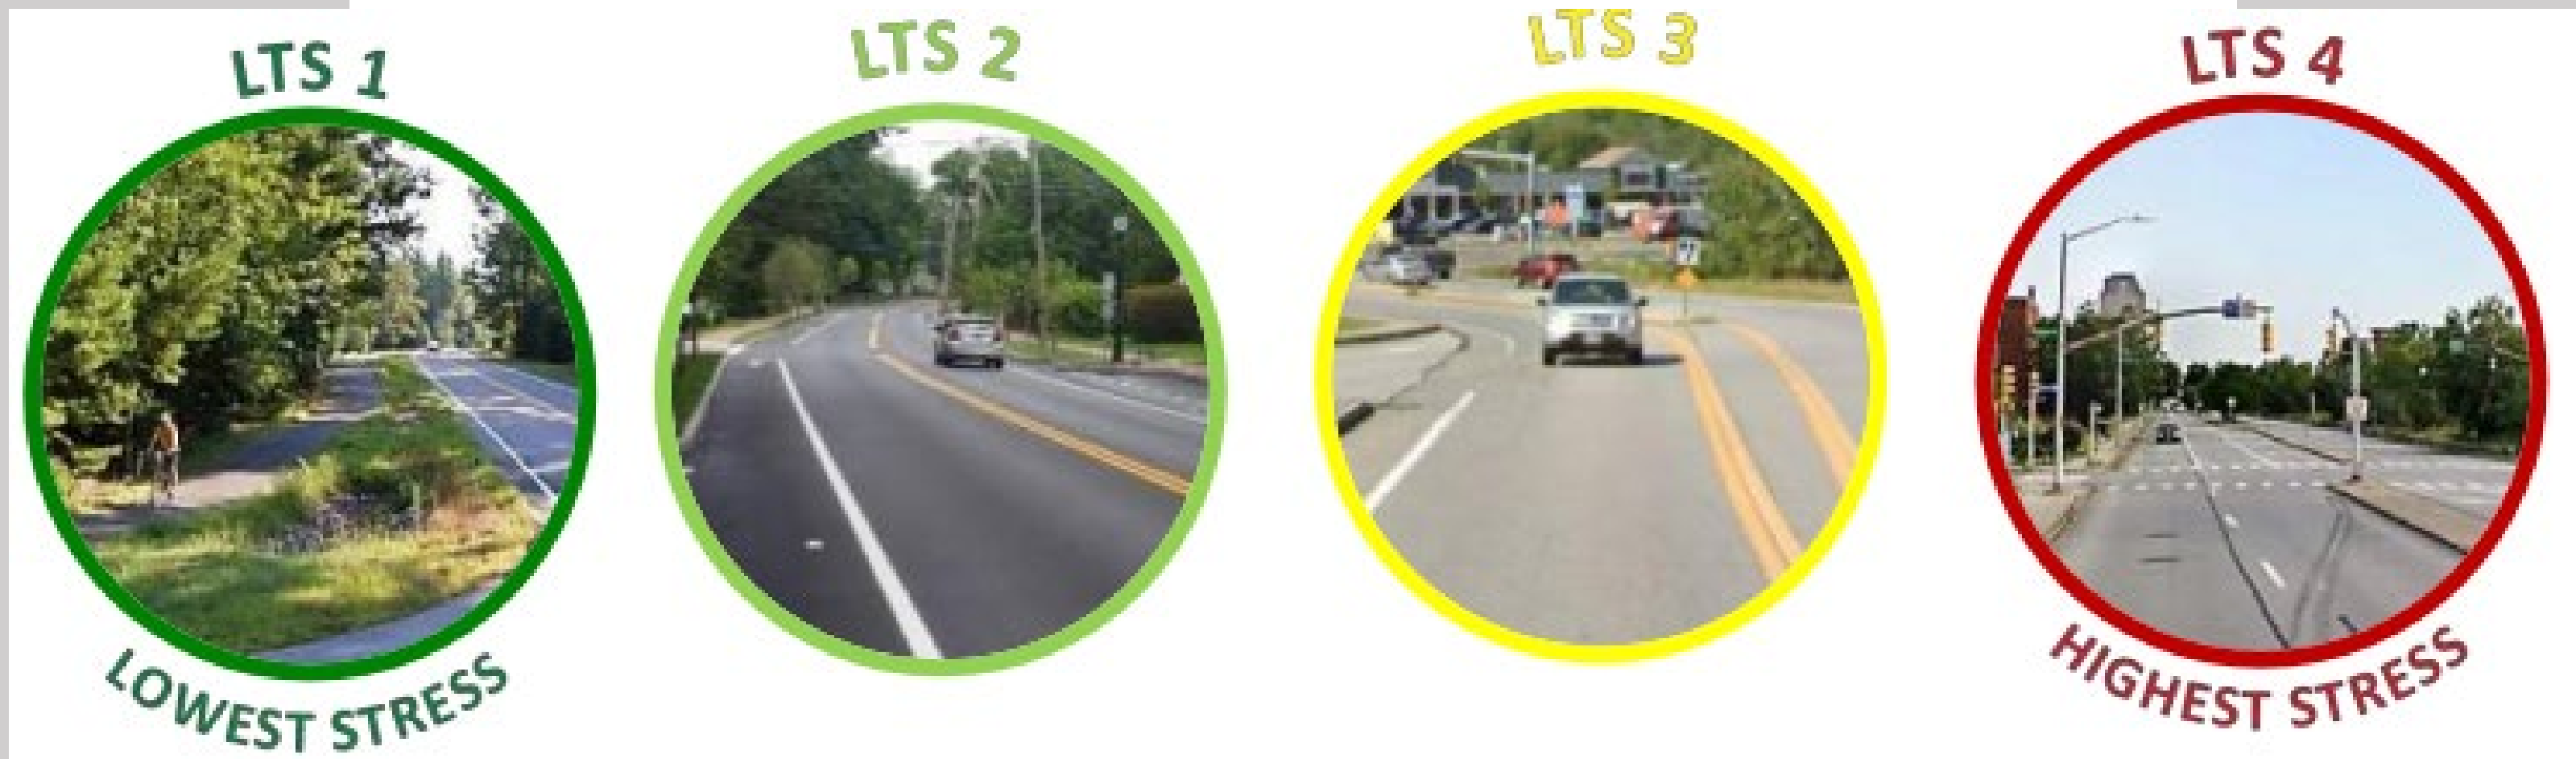 LTS 1
LTS 2
LTS 3
LTS 4
LOWEST STRESS
HIGHEST STRESS